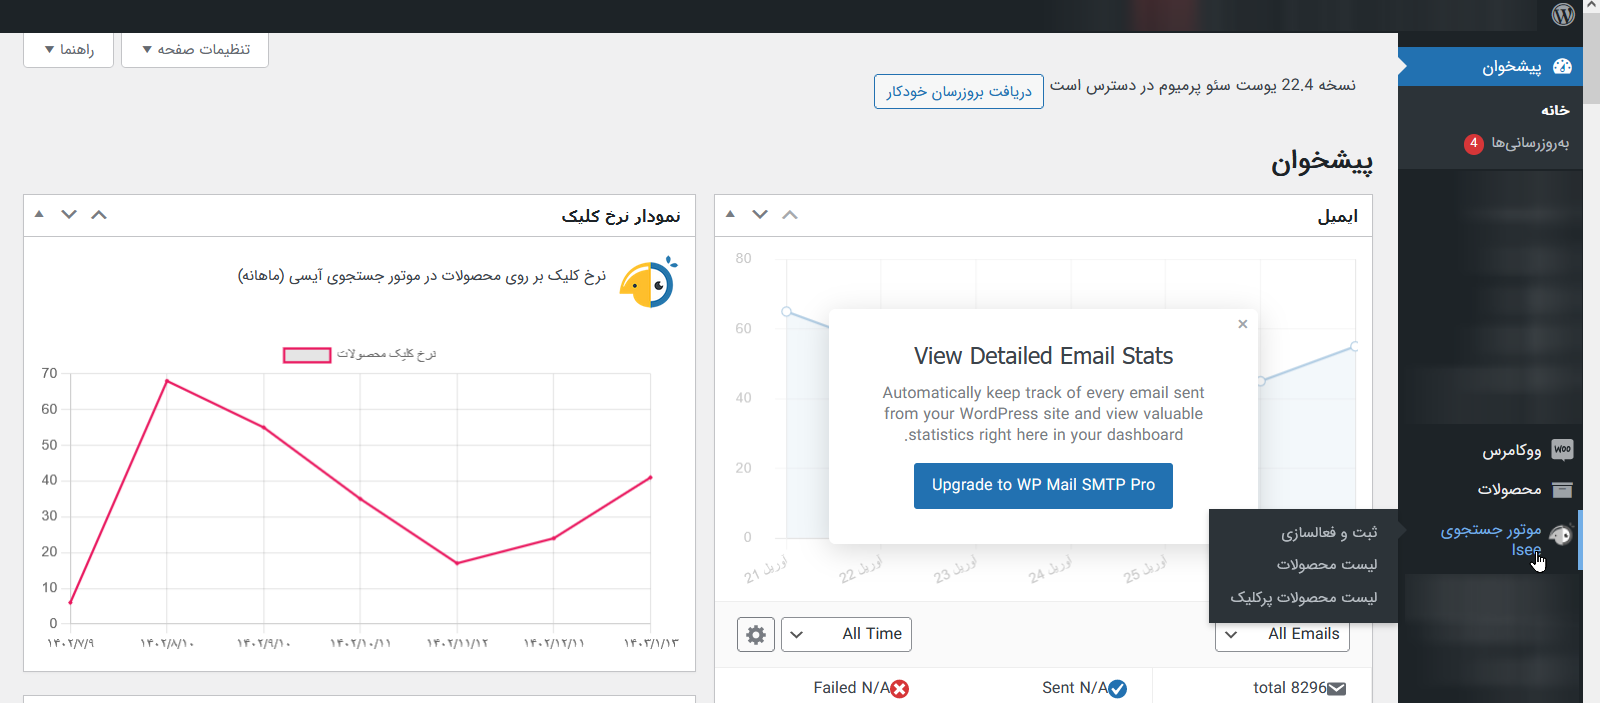 راهنما
تنظیمات صفحه
نسخه 22.4 یوست سئو پرمیوم در دسترس است
دریافت بروزرسان خودکار
پیشخوان
ایمیل
80
60
40
20
0
View Detailed Email Stats
Automatically keep track of every email sent
from your WordPress site and view valuable
.statistics right here in your dashboard
Upgrade to WP Mail SMTP Pro
آوریل 21
آوریل 22
آوریل 23
آوریل 24
آوریل 25
All Emails
All Time
total 8296
Sent N/A
Failed N/A
نمودار نرخ کلیک
نرخ کلیک بر روی محصولات در موتور جستجوی آیسی (ماهانه)
نرخ کلیک محصولات
70
60
50
40
30
20
10
0
۱۴۰۲/۷/۹
۱۴۰۲/۸/۱۰
۱۴۰۲/۹/۱۰
۱۴۰۲/۱۰/۱۱
۱۴۰۲/۱۱/۱۲
۱۴۰۲/۱۲/۱۱
۱۴۰۳/۱/۱۳
پیشخوان
خانه
به‌روزرسانی‌ها 4
WOO
ووکامرس
محصولات
موتور جستجوی
Isee
ثبت و فعالسازی
لیست محصولات
لیست محصولات پرکلیک